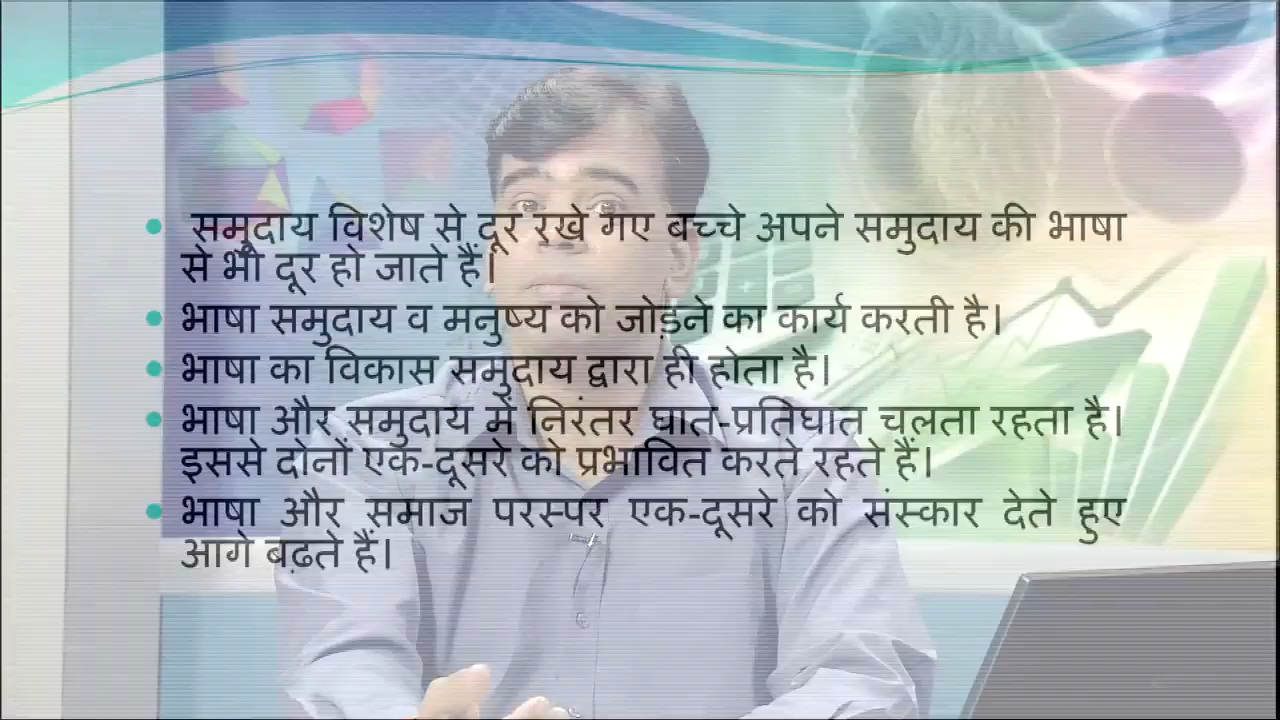 समुदाय विशेष से दूर रखे गए बच्चे अपने समुदाय की भाषा
से भी दूर हो जाते हैं।
भाषा समुदाय व मनुष्य को जोड़ने का कार्य करती है।
भाषा का विकास समुदाय द्वारा ही होता है।
भाषा और समुदाय में निरंतर घात-प्रतिघात चलता रहता है।
इससे दोनों एक-दूसरे को प्रभावित करते रहते हैं।
भाषा और समाज परस्पर एक-दूसरे को संस्कार देते हुए
आगे बढ़ते हैं।